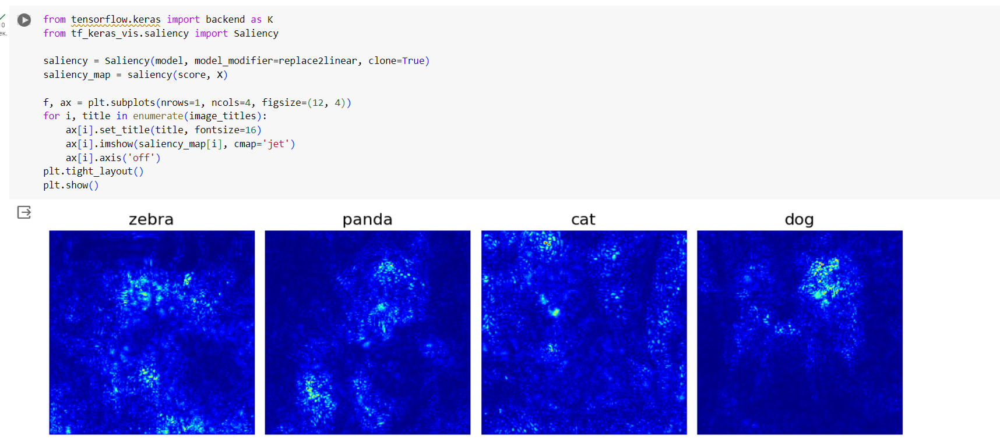 from tensorflow.keras import backend as K
from tf_keras_vis.saliency import Saliency
saliency = Saliency(model, model_modifier=replace2linear, clone=True)
saliency_map = saliency(score, X)
f, ax = plt.subplots(nrows=1, ncols=4, figsize=(12, 4))
for i, title in enumerate(image_titles):
    ax[i].set_title(title, fontsize=16)
    ax[i].imshow(saliency_map[i], cmap='jet')
    ax[i].axis('off')
plt.tight_layout()
plt.show()
zebra panda cat dog